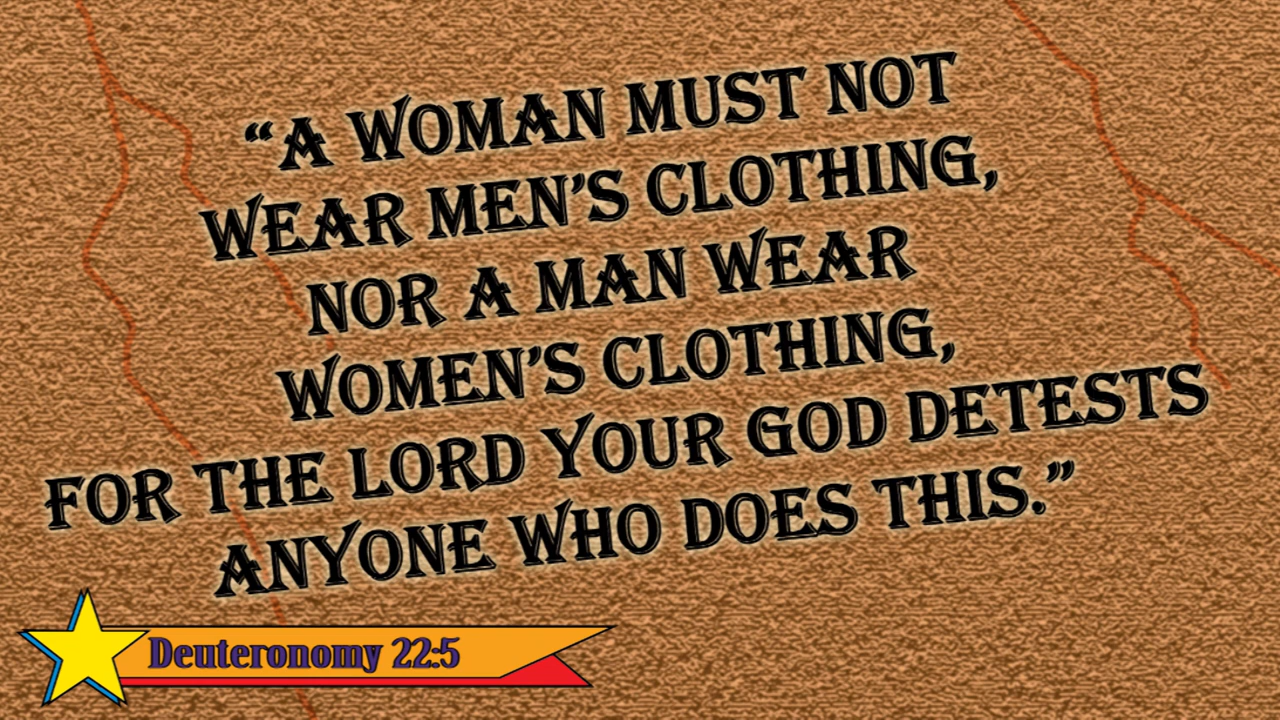 “A WOMAN MUST NOT
WEAR MEN’S CLOTHING,
NOR A MAN WEAR
WOMEN’S CLOTHING,
FOR THE LORD YOUR GOD DETESTS
ANYONE WHO DOES THIS.”
Deuteronomy 22:5